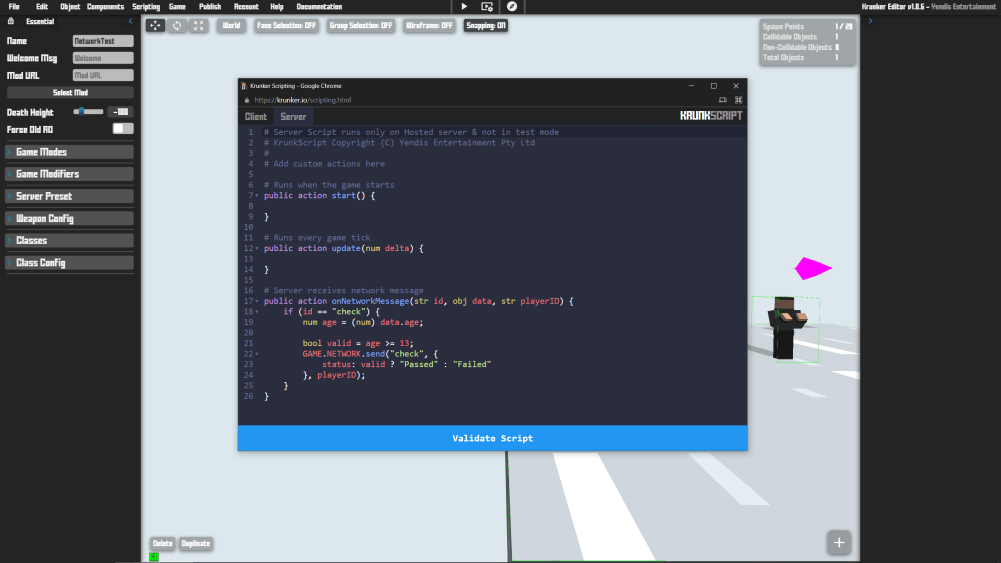 File Edit Object Components Scripting Game Publish Account Help Documentation
Krunker Editor v1.0.6 - Yendis Entertainment
Essential
Name NetworkTest
Welcome Msg Welcome
Mod URL Mod URL
Select Mod
Death Height -100
Force Old AO
Game Modes
Game Modifiers
Server Preset
Weapon Config
Classes
Class Config
World Face Selection: OFF Group Selection: OFF Wireframe: OFF Snapping: ON
Spawn Points 1 / 20
Collidable Objects 1
Non-Collidable Objects 0
Total Objects 1
Krunker Scripting - Google Chrome
https://krunker.io/scripting.html
Client Server
KRUNKSCRIPT
1 # Server Script runs only on Hosted server & not in test mode
2 # KrunkScript Copyright (C) Yendis Entertainment Pty Ltd
3 #
4 # Add custom actions here
5
6 # Runs when the game starts
7 public action start() {
8
9 }
10
11 # Runs every game tick
12 public action update(num delta) {
13
14 }
15
16 # Server receives network message
17 public action onNetworkMessage(str id, obj data, str playerID) {
18 if (id == "check") {
19 num age = (num) data.age;
20
21 bool valid = age >= 13;
22 GAME.NETWORK.send("check", {
23 status: valid ? "Passed" : "Failed"
24 }, playerID);
25 }
26 }
Validate Script
Delete Duplicate